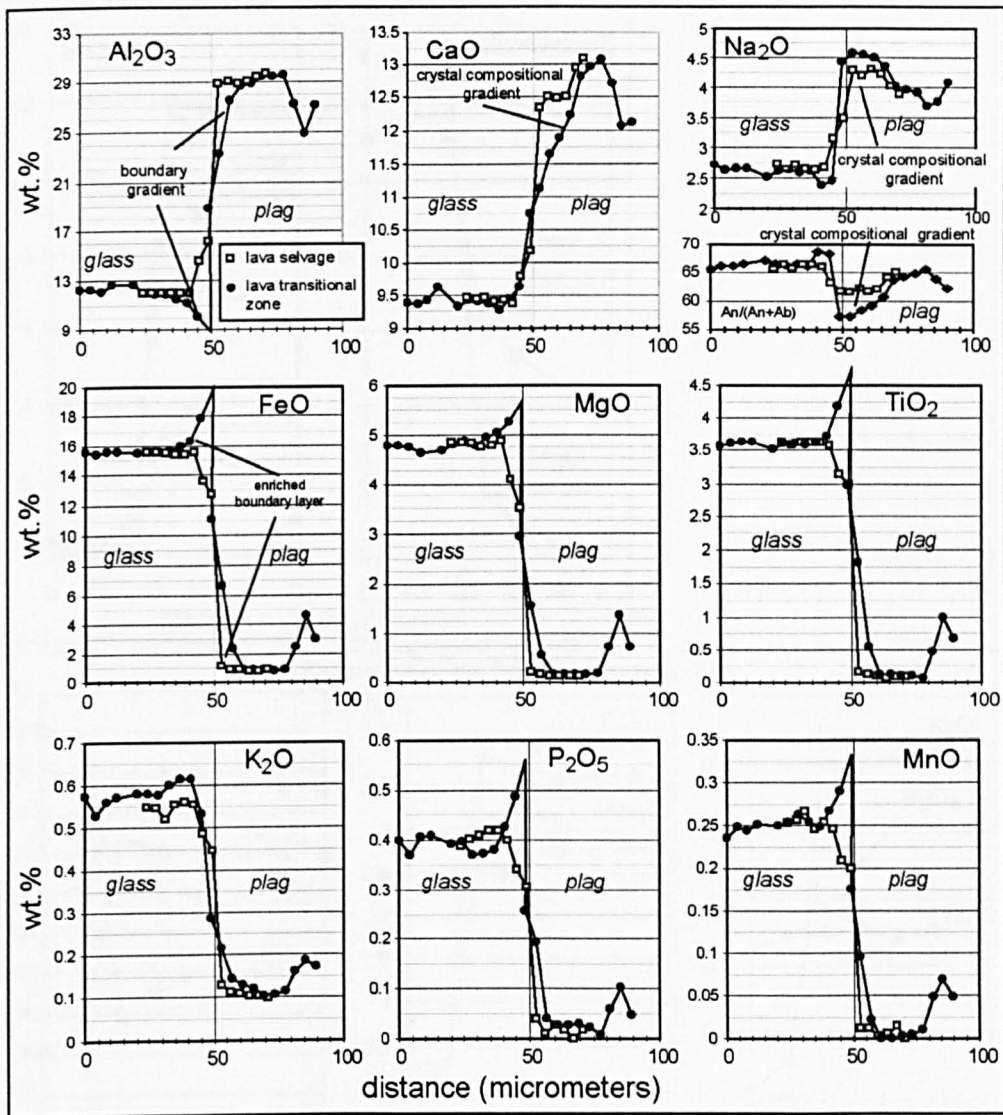 Al2O3
33
29
25
21
17
13
9
wt.%
boundary
gradient
plag
glass
lava selvage
lava transitional
zone
0
50
100
CaO
13.5
13
12.5
12
11.5
11
10.5
10
9.5
9
crystal compositional
gradient
glass
plag
0
50
100
Na2O
5
4.5
4
3.5
3
2.5
2
glass
plag
crystal compositional
gradient
0
50
100
crystal compositional gradient
70
65
60
55
An/(An+Ab)
plag
0
50
100
FeO
20
18
16
14
12
10
8
6
4
2
0
wt.%
enriched
boundary layer
glass
plag
0
50
100
MgO
6
5
4
3
2
1
0
glass
plag
0
50
100
TiO2
4.5
4
3.5
3
2.5
2
1.5
1
0.5
0
glass
plag
0
50
100
K2O
0.7
0.6
0.5
0.4
0.3
0.2
0.1
0
wt.%
glass
plag
0
50
100
P2O5
0.6
0.5
0.4
0.3
0.2
0.1
0
glass
plag
0
50
100
MnO
0.35
0.3
0.25
0.2
0.15
0.1
0.05
0
glass
plag
0
50
100
distance (micrometers)